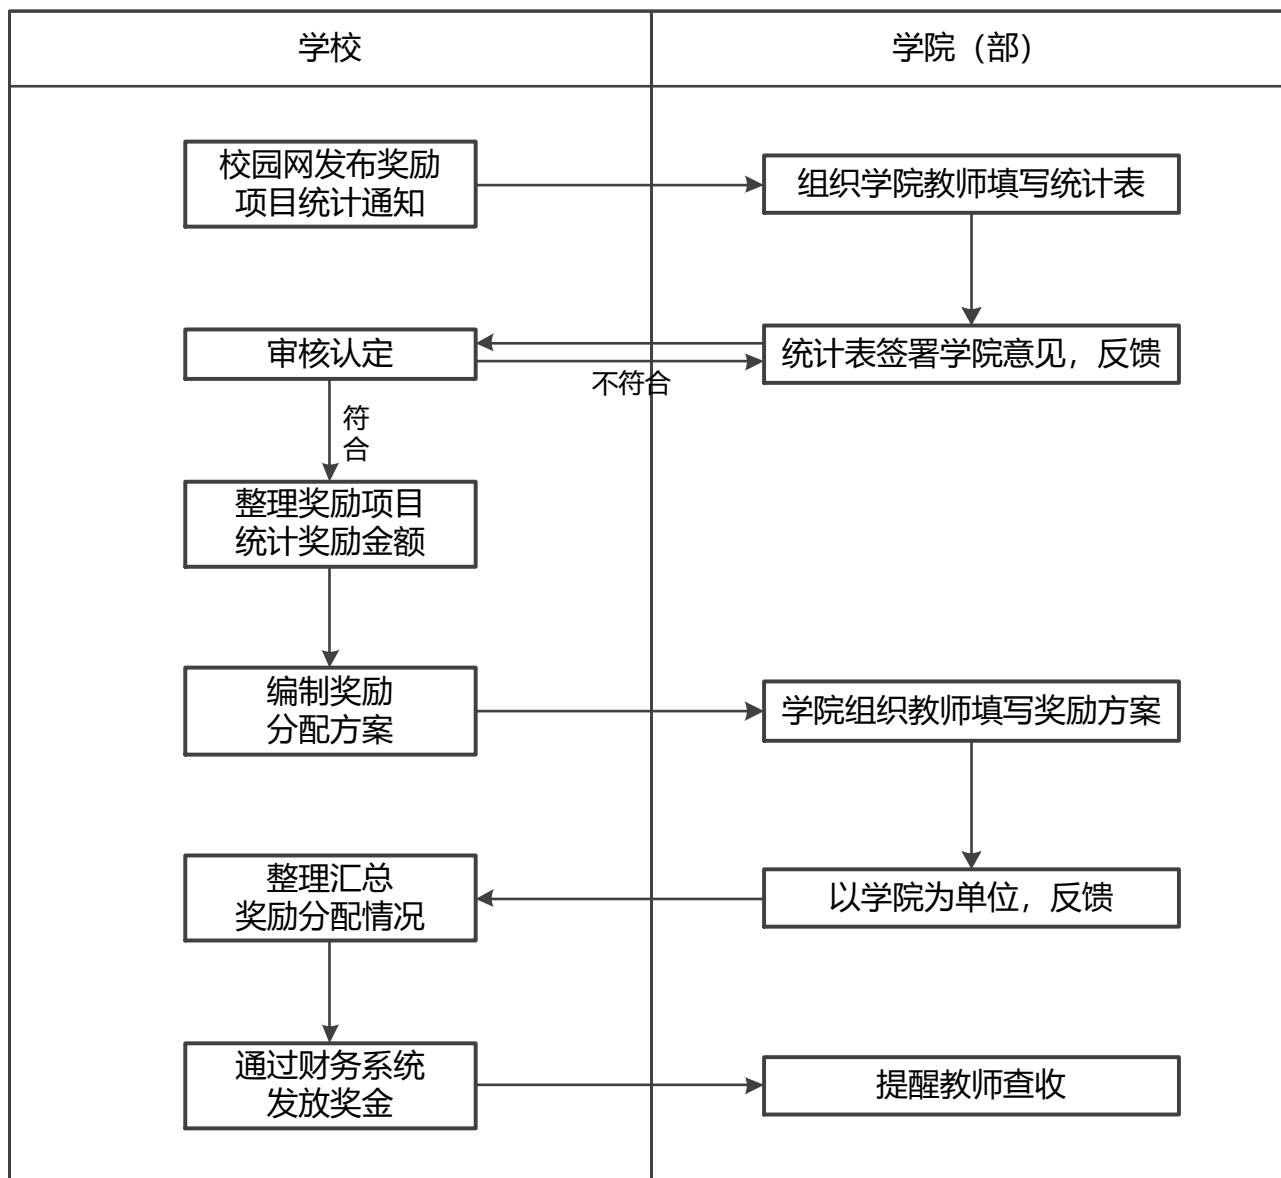 学校
学院（部）
校园网发布奖励
项目统计通知
组织学院教师填写统计表
审核认定
统计表签署学院意见，反馈
不符合
符
合
整理奖励项目
统计奖励金额
编制奖励
分配方案
学院组织教师填写奖励方案
整理汇总
奖励分配情况
以学院为单位，反馈
通过财务系统
发放奖金
提醒教师查收